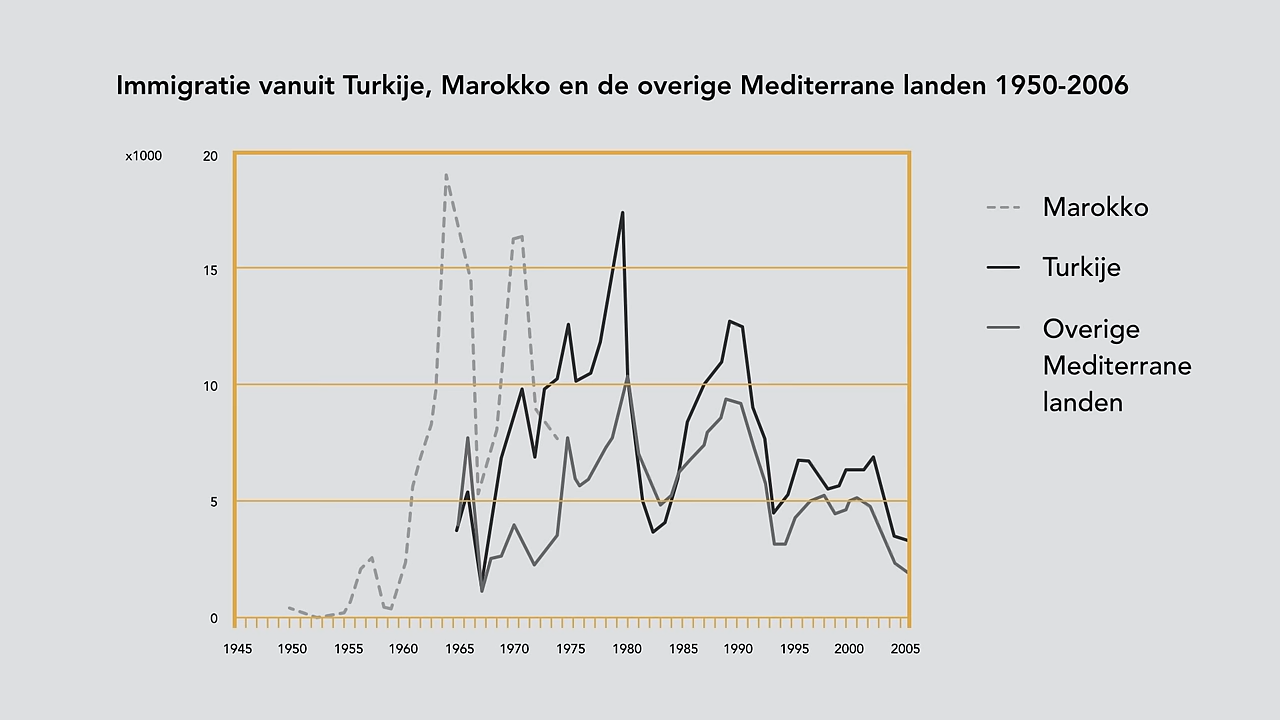 Immigratie vanuit Turkije, Marokko en de overige Mediterrane landen 1950-2006
x1000
20
15
10
5
0
1945 1950 1955 1960 1965 1970 1975 1980 1985 1990 1995 2000 2005
Marokko
Turkije
Overige
Mediterrane
landen